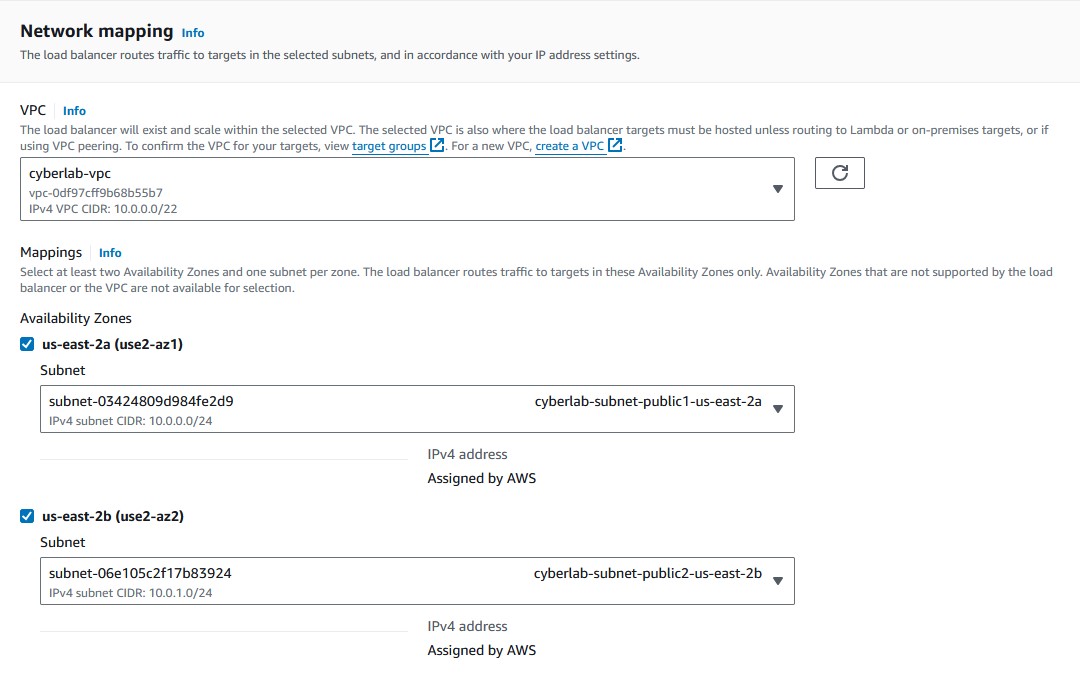 Network mapping Info
The load balancer routes traffic to targets in the selected subnets, and in accordance with your IP address settings.
VPC Info
The load balancer will exist and scale within the selected VPC. The selected VPC is also where the load balancer targets must be hosted unless routing to Lambda or on-premises targets, or if
using VPC peering. To confirm the VPC for your targets, view target groups. For a new VPC, create a VPC.
cyberlab-vpc
vpc-0df97cff9b68b55b7
IPv4 VPC CIDR: 10.0.0.0/22
Mappings Info
Select at least two Availability Zones and one subnet per zone. The load balancer routes traffic to targets in these Availability Zones only. Availability Zones that are not supported by the load
balancer or the VPC are not available for selection.
Availability Zones
us-east-2a (use2-az1)
Subnet
subnet-03424809d984fe2d9 cyberlab-subnet-public1-us-east-2a
IPv4 subnet CIDR: 10.0.0.0/24
IPv4 address
Assigned by AWS
us-east-2b (use2-az2)
Subnet
subnet-06e105c2f17b83924 cyberlab-subnet-public2-us-east-2b
IPv4 subnet CIDR: 10.0.1.0/24
IPv4 address
Assigned by AWS